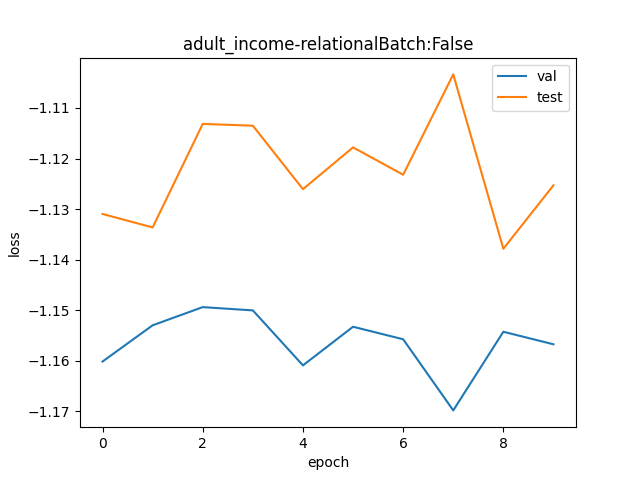 adult_income-relationalBatch:False
val
test
−1.11
−1.12
−1.13
−1.14
−1.15
−1.16
−1.17
loss
0
2
4
6
8
epoch